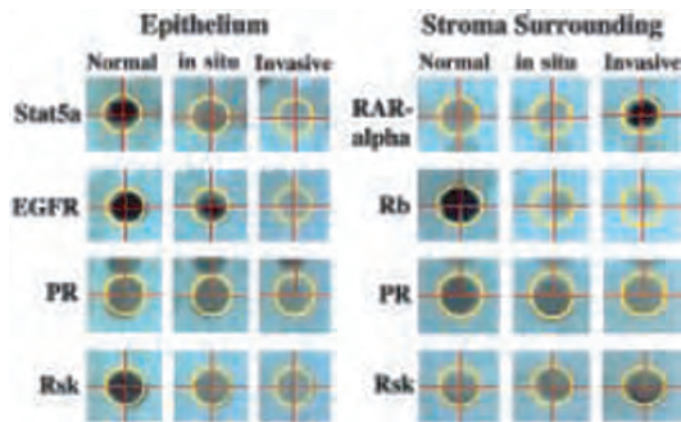 Epithelium Stroma Surrounding
Normal in situ Invasive Normal in situ Invasive
Stat5a RAR-
alpha
EGFR Rb
PR PR
Rsk Rsk